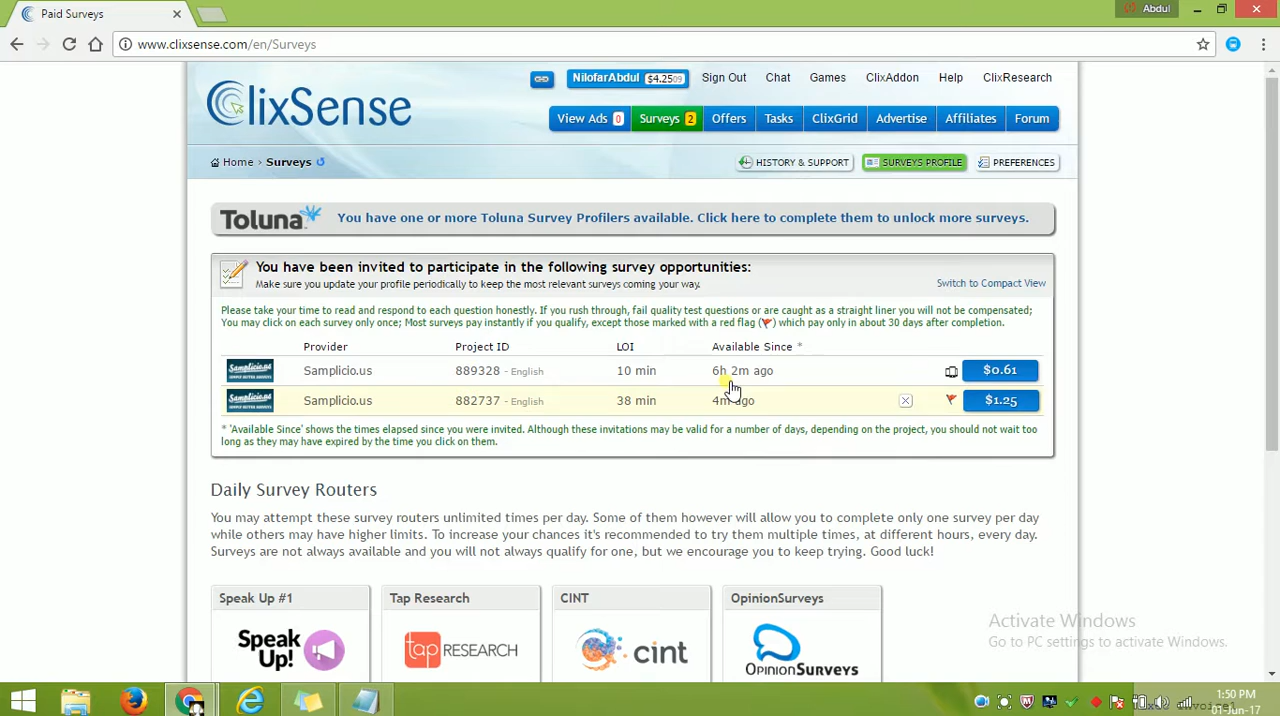 Paid Surveys
Abdul
www.clixsense.com/en/Surveys
ClixSense
NilofarAbdul $4.2509 Sign Out Chat Games ClixAddon Help ClixResearch
View Ads 0 Surveys 2 Offers Tasks ClixGrid Advertise Affiliates Forum
Home › Surveys
HISTORY & SUPPORT SURVEYS PROFILE PREFERENCES
Toluna You have one or more Toluna Survey Profilers available. Click here to complete them to unlock more surveys.
You have been invited to participate in the following survey opportunities:
Make sure you update your profile periodically to keep the most relevant surveys coming your way.
Switch to Compact View
Please take your time to read and respond to each question honestly. If you rush through, fail quality test questions or are caught as a straight liner you will not be compensated;
You may click on each survey only once; Most surveys pay instantly if you qualify, except those marked with a red flag ( ) which pay only in about 30 days after completion.
Provider Project ID LOI Available Since *
Samplicio.us Samplicio.us 889328 - English 10 min 6h 2m ago $0.61
Samplicio.us Samplicio.us 882737 - English 38 min 4m ago $1.25
* 'Available Since' shows the times elapsed since you were invited. Although these invitations may be valid for a number of days, depending on the project, you should not wait too
long as they may have expired by the time you click on them.
Daily Survey Routers
You may attempt these survey routers unlimited times per day. Some of them however will allow you to complete only one survey per day
while others may have higher limits. To increase your chances it's recommended to try them multiple times, at different hours, every day.
Surveys are not always available and you will not always qualify for one, but we encourage you to keep trying. Good luck!
Speak Up #1 Tap Research CINT OpinionSurveys
Speak Up! tap RESEARCH cint OPINIONSURVEYS
Activate Windows
Go to PC settings to activate Windows.
1:50 PM
01-Jun-17